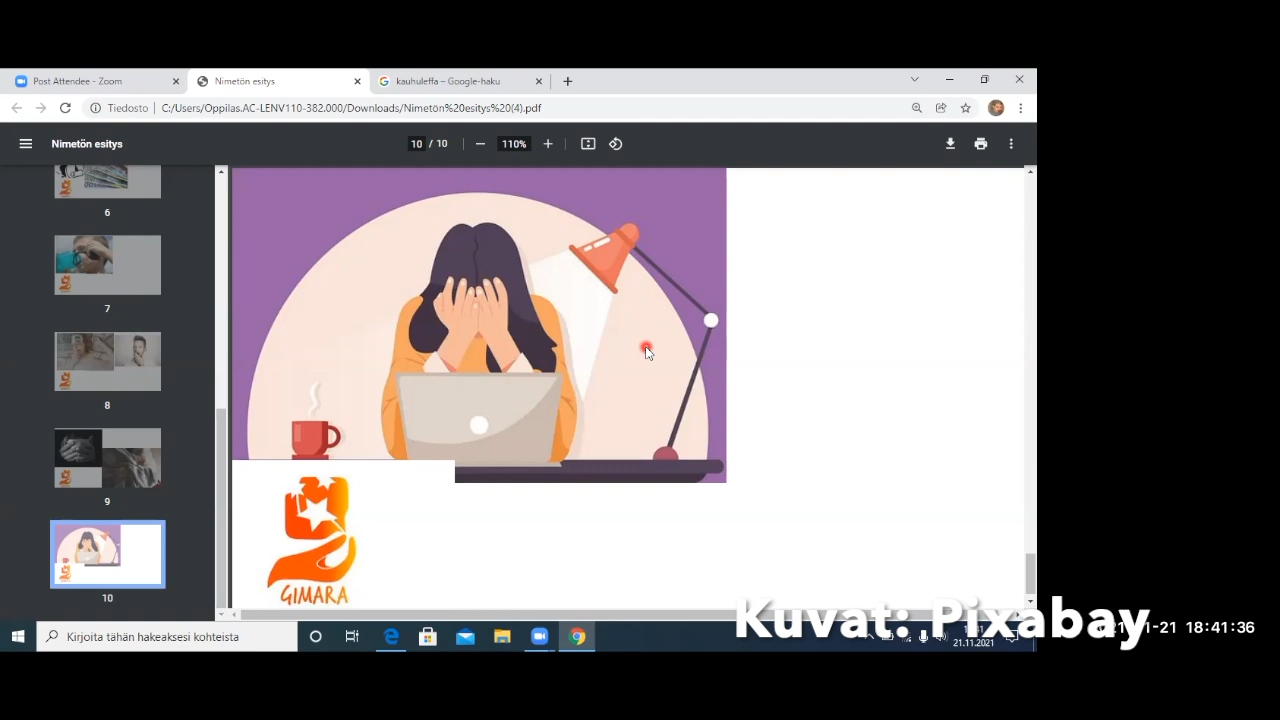 Post Attendee - Zoom
Nimetön esitys
kauhuleffa – Google-haku
Tiedosto
C:/Users/Oppilas.AC-LENV110-382.000/Downloads/Nimetön%20esitys%20(4).pdf
Nimetön esitys
10 / 10
110%
6
7
8
9
10
GIMARA
Kuvat: Pixabay
Kirjoita tähän hakeaksesi kohteista
21.11.2021
18:41:36